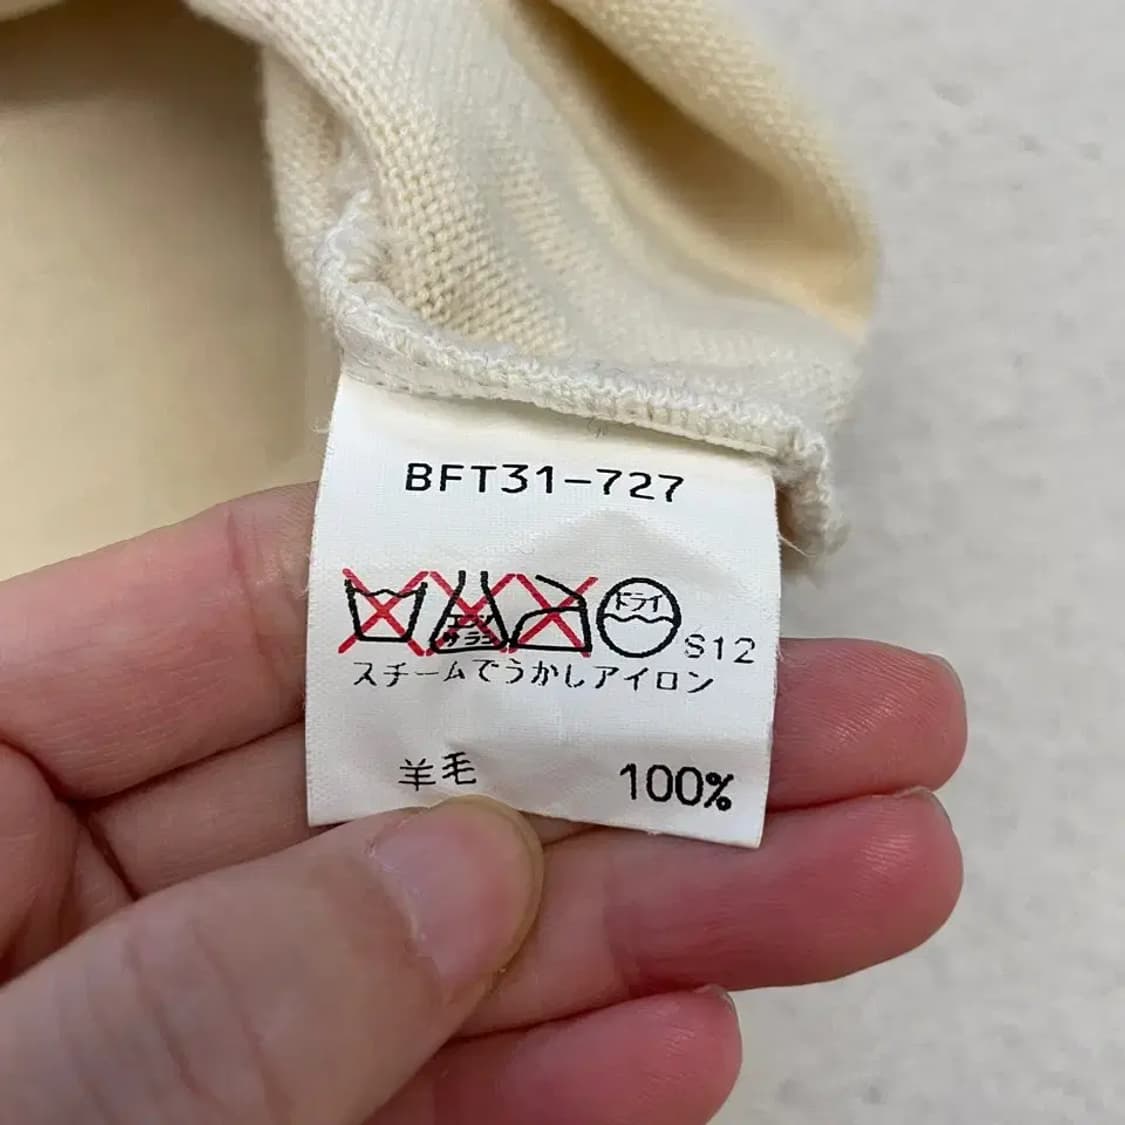 BFT31-727
エンソ
サラシ
ドライ
S12
スチームでうかしアイロン
羊毛 100%